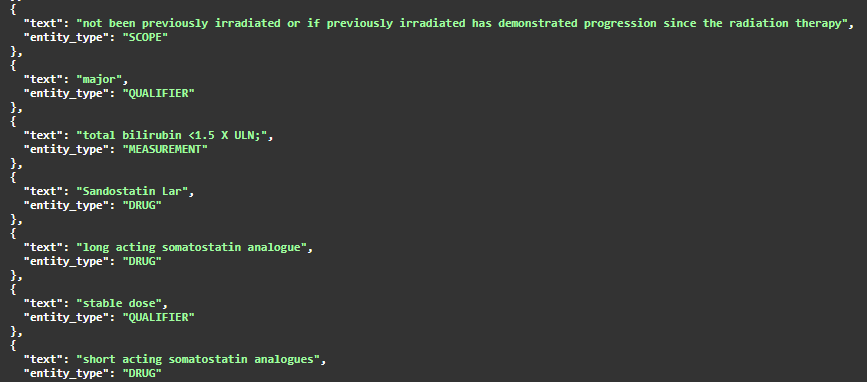 {
"text": "not been previously irradiated or if previously irradiated has demonstrated progression since the radiation therapy",
"entity_type": "SCOPE"
},
{
"text": "major",
"entity_type": "QUALIFIER"
},
{
"text": "total bilirubin <1.5 X ULN;",
"entity_type": "MEASUREMENT"
},
{
"text": "Sandostatin Lar",
"entity_type": "DRUG"
},
{
"text": "long acting somatostatin analogue",
"entity_type": "DRUG"
},
{
"text": "stable dose",
"entity_type": "QUALIFIER"
},
{
"text": "short acting somatostatin analogues",
"entity_type": "DRUG"